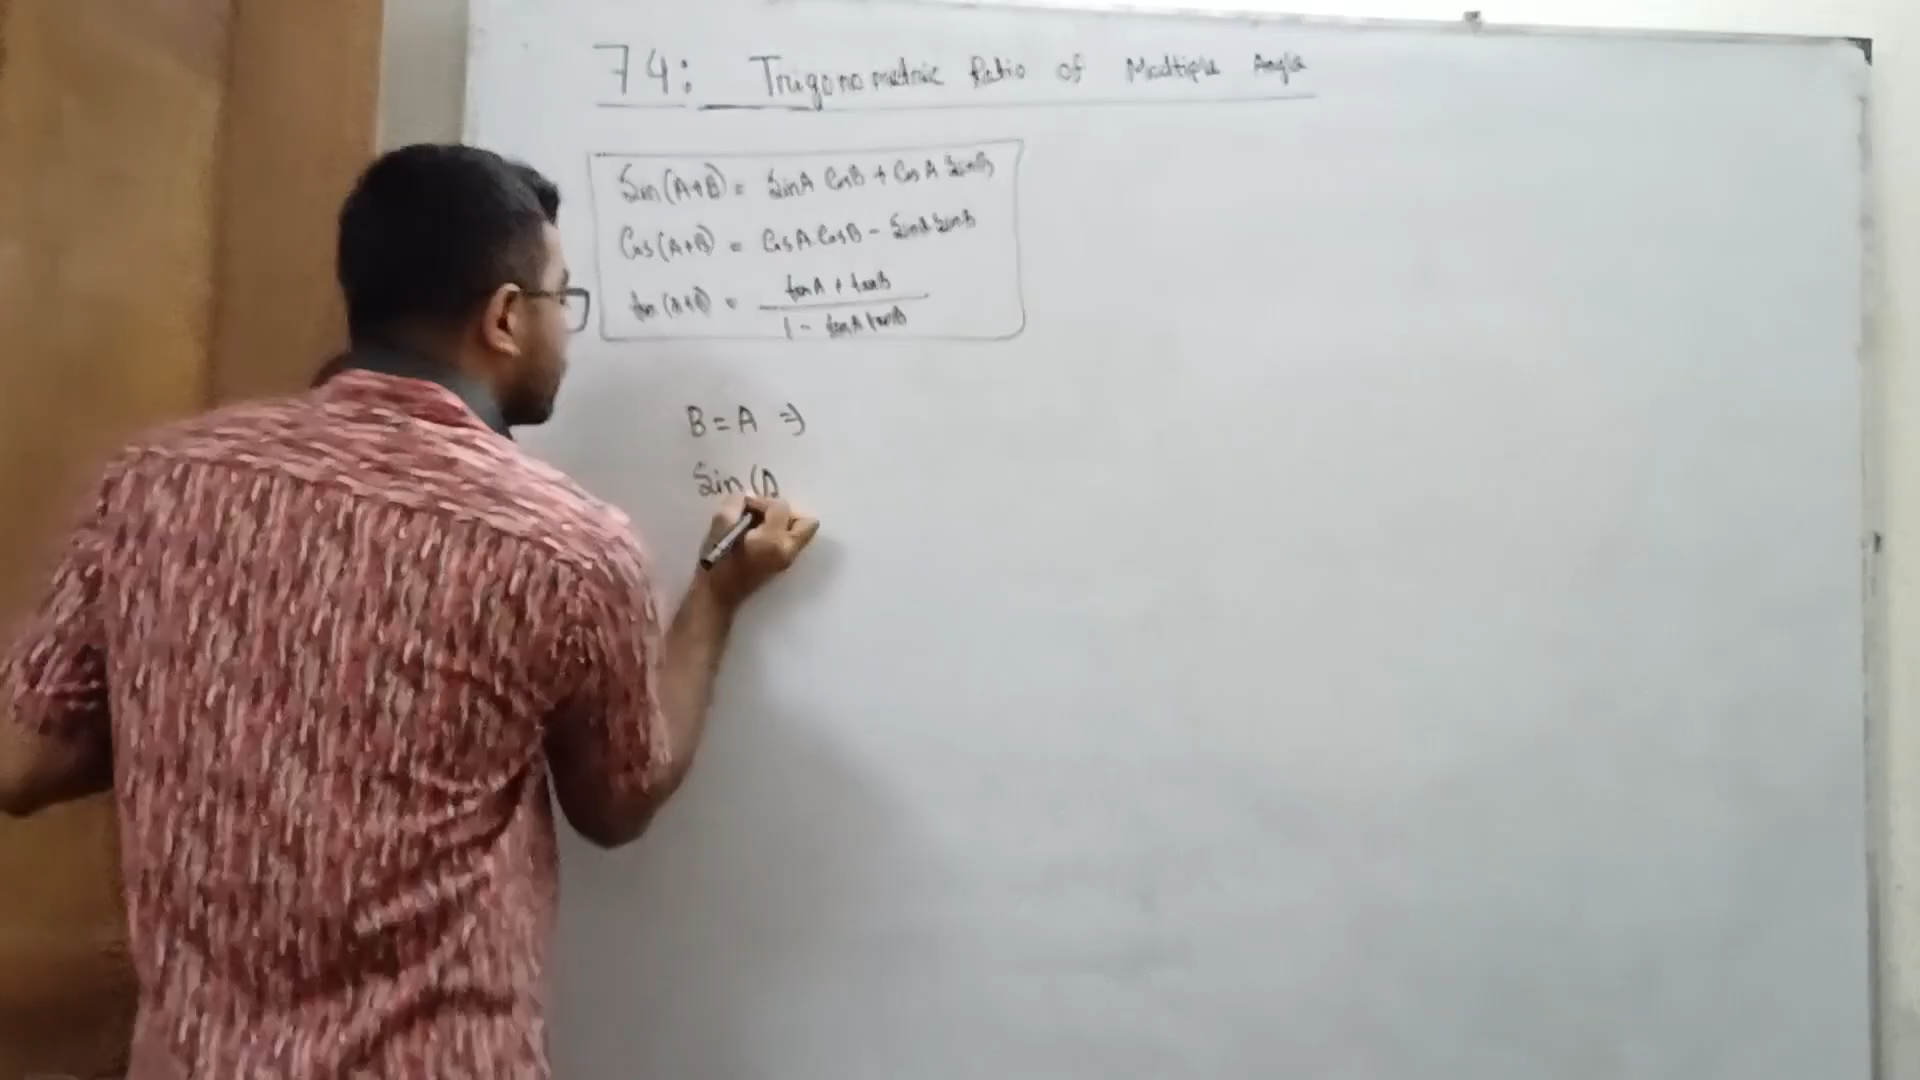 74: Trigonometric Ratio of Multiple Angle
Sin(A+B) = SinA CosB + CosA SinB
Cos(A+B) = CosA CosB - SinA SinB
tan(A+B) = tanA + tanB
1 - tanA tanB
B = A ⇒
Sin(A